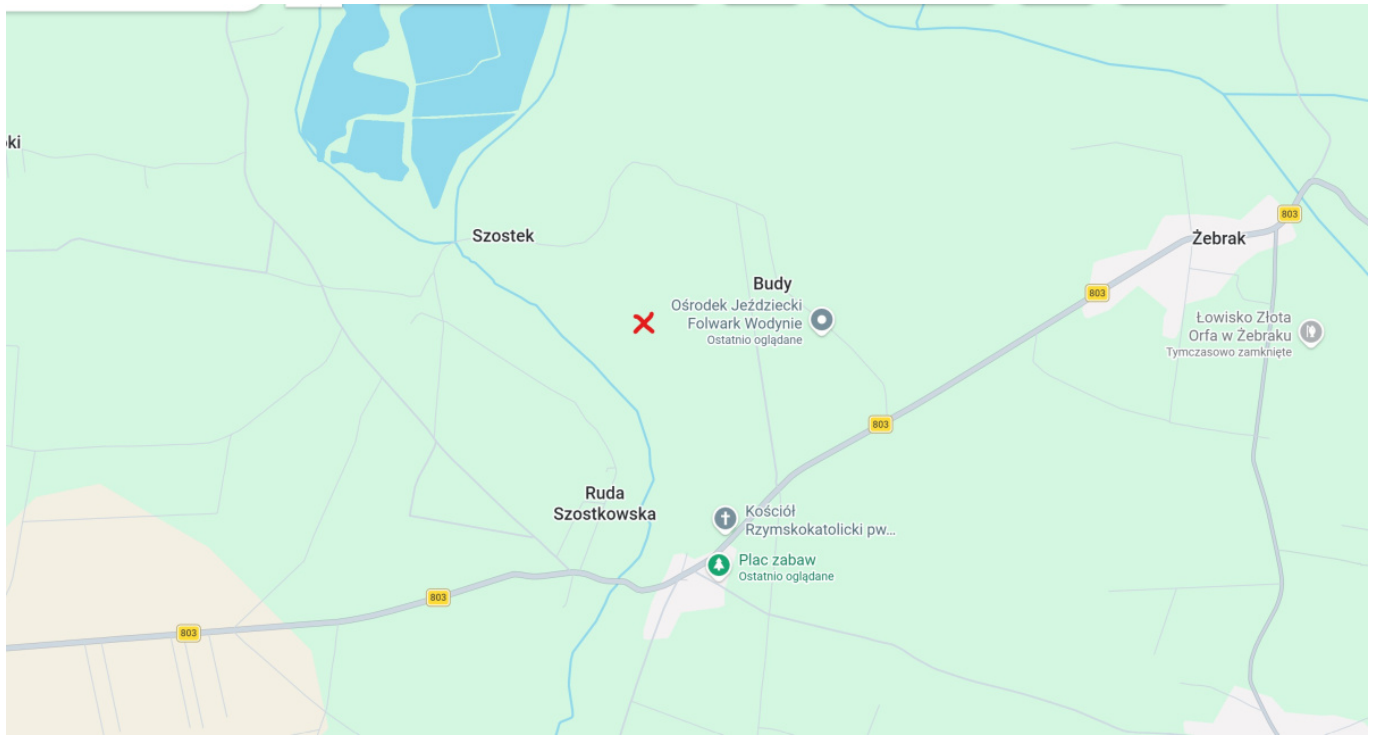 ki
Szostek
803
Żebrak
Budy
803
Ośrodek Jeździecki
Folwark Wodynie
Ostatnio oglądane
Łowisko Złota
Orfa w Żebraku
Tymczasowo zamknięte
803
Ruda
Szostkowska
Kościół
Rzymskokatolicki pw...
Plac zabaw
Ostatnio oglądane
803
803